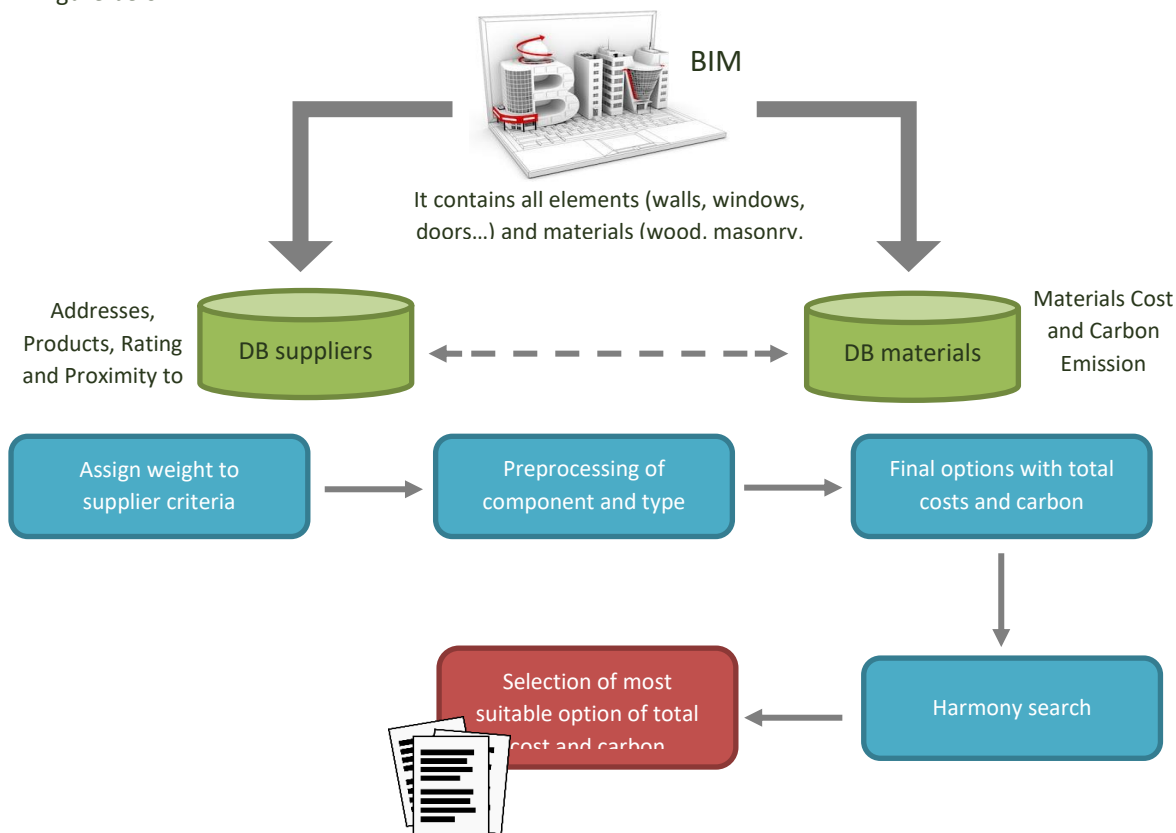 BIM
It contains all elements (walls, windows,
doors…) and materials (wood, masonry,
Addresses,
Products, Rating
and Proximity to
DB suppliers
DB materials
Materials Cost
and Carbon
Emission
Assign weight to
supplier criteria
Preprocessing of
component and type
Final options with total
costs and carbon
Selection of most
suitable option of total
cost and carbon
Harmony search